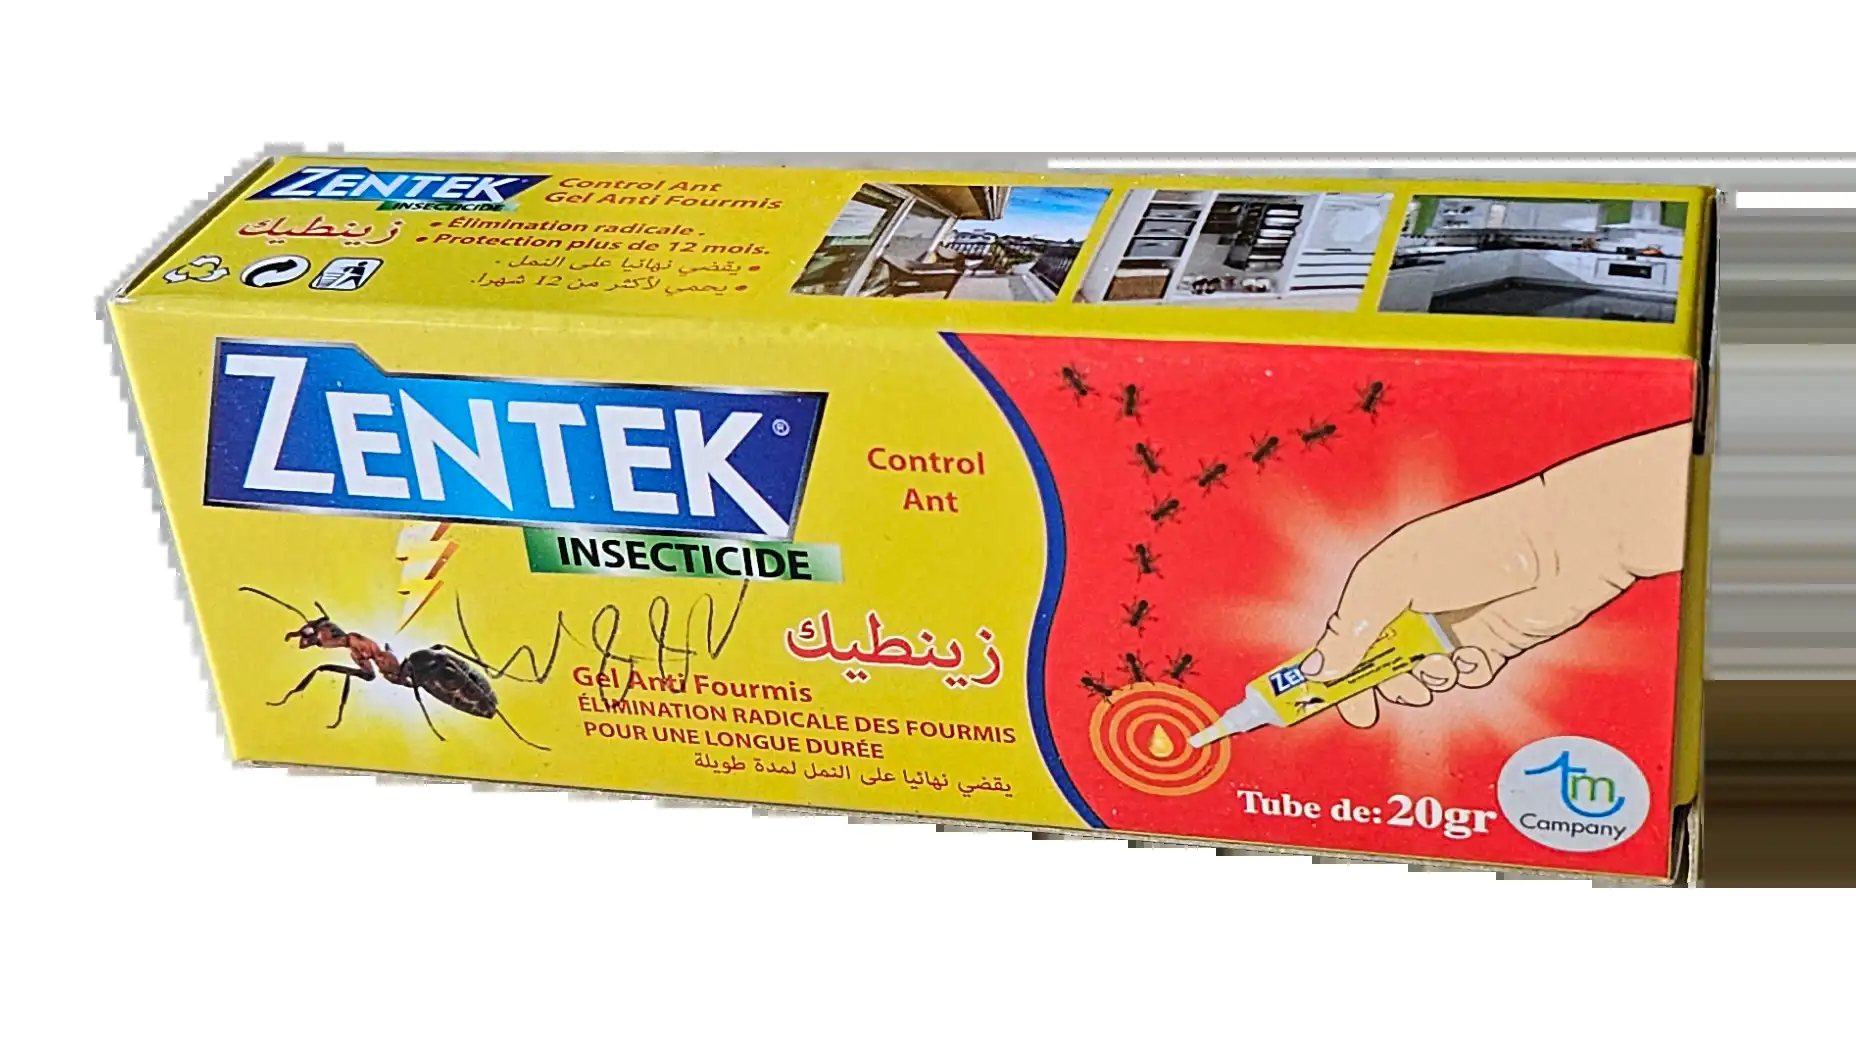 ZENTEK
INSECTICIDE
Control Ant
Gel Anti Fourmis
زينطيك
• Élimination radicale.
• Protection plus de 12 mois.
• يقضي نهائيا على النمل.
• يحمي لأكثر من 12 شهرا.
ZENTEK®
INSECTICIDE
Control
Ant
زينطيك
Gel Anti Fourmis
ÉLIMINATION RADICALE DES FOURMIS
POUR UNE LONGUE DURÉE
يقضي نهائيا على النمل لمدة طويلة
Tube de: 20gr
tm
Company